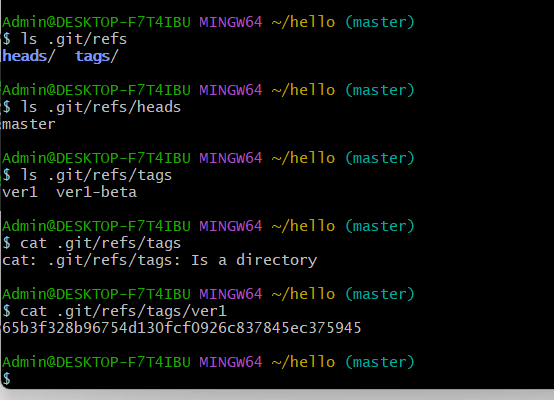 Admin@DESKTOP-F7T4IBU MINGW64 ~/hello (master)
$ ls .git/refs
heads/  tags/
Admin@DESKTOP-F7T4IBU MINGW64 ~/hello (master)
$ ls .git/refs/heads
master
Admin@DESKTOP-F7T4IBU MINGW64 ~/hello (master)
$ ls .git/refs/tags
ver1  ver1-beta
Admin@DESKTOP-F7T4IBU MINGW64 ~/hello (master)
$ cat .git/refs/tags
cat: .git/refs/tags: Is a directory
Admin@DESKTOP-F7T4IBU MINGW64 ~/hello (master)
$ cat .git/refs/tags/ver1
65b3f328b96754d130fcf0926c837845ec375945
Admin@DESKTOP-F7T4IBU MINGW64 ~/hello (master)
$